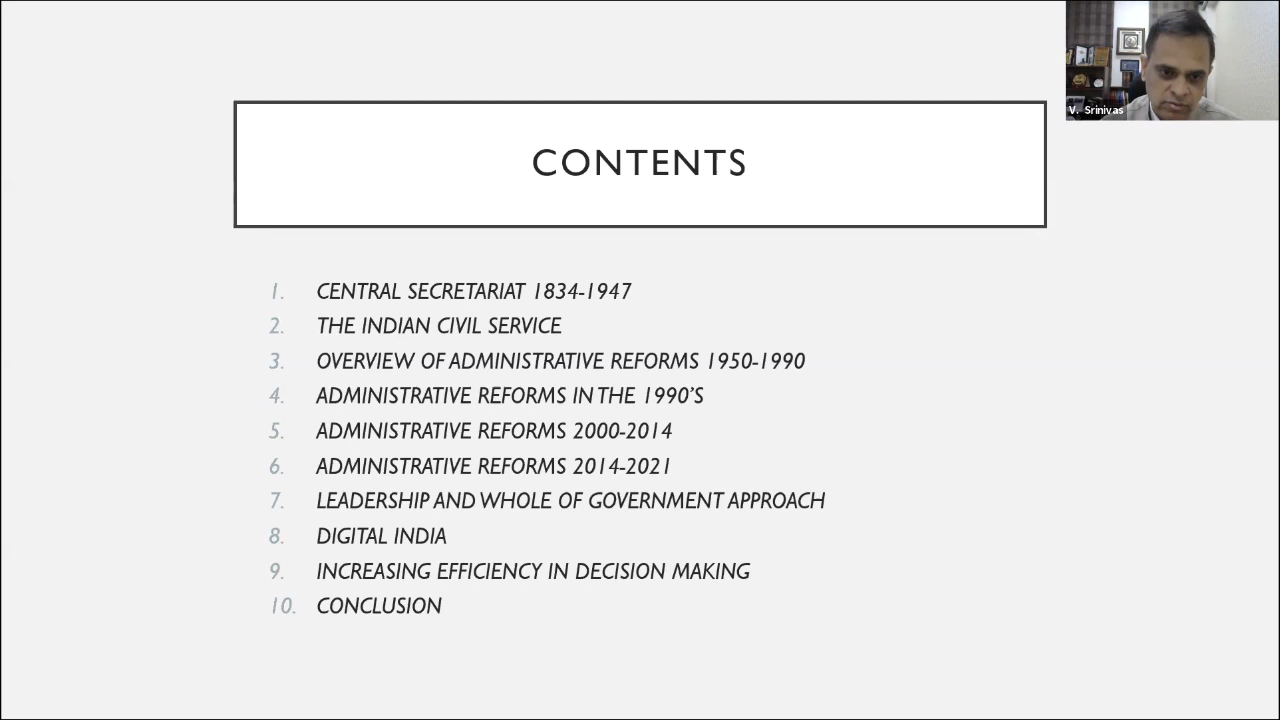 CONTENTS
V. Srinivas
1. CENTRAL SECRETARIAT 1834-1947
2. THE INDIAN CIVIL SERVICE
3. OVERVIEW OF ADMINISTRATIVE REFORMS 1950-1990
4. ADMINISTRATIVE REFORMS IN THE 1990’S
5. ADMINISTRATIVE REFORMS 2000-2014
6. ADMINISTRATIVE REFORMS 2014-2021
7. LEADERSHIP AND WHOLE OF GOVERNMENT APPROACH
8. DIGITAL INDIA
9. INCREASING EFFICIENCY IN DECISION MAKING
10. CONCLUSION